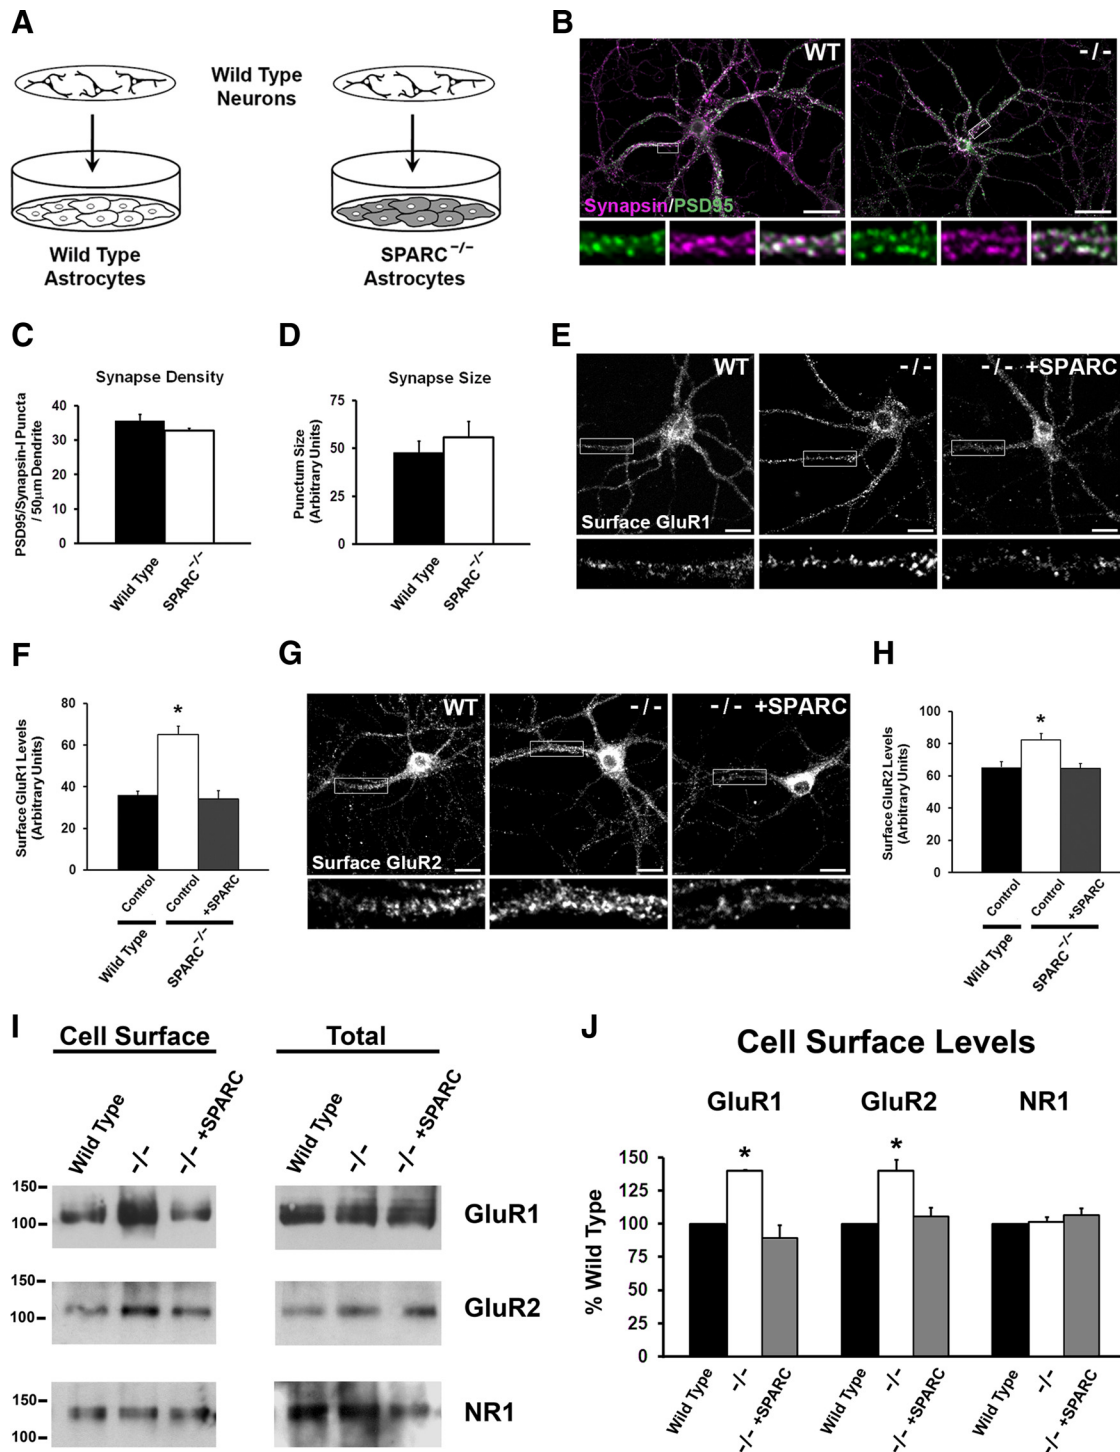 A
Wild Type
Neurons
Wild Type
Astrocytes
SPARC−/−
Astrocytes
B
WT
-/-
Synapsin/PSD95
C
Synapse Density
PSD95/Synapsin-I Puncta
/ 50µm Dendrite
40
30
20
10
0
Wild Type
SPARC−/−
D
Synapse Size
Punctum Size
(Arbitrary Units)
75
50
25
0
Wild Type
SPARC−/−
E
WT
-/-
-/- +SPARC
Surface GluR1
F
Surface GluR1 Levels
(Arbitrary Units)
80
60
40
20
0
*
Control
Control
+SPARC
Wild Type
SPARC−/−
G
WT
-/-
-/- +SPARC
Surface GluR2
H
Surface GluR2 Levels
(Arbitrary Units)
100
80
60
40
20
0
*
Control
Control
+SPARC
Wild Type
SPARC−/−
I
Cell Surface
Total
Wild Type
-/-
-/- +SPARC
Wild Type
-/-
-/- +SPARC
150
100
GluR1
150
100
GluR2
150
100
NR1
J
Cell Surface Levels
GluR1
GluR2
NR1
% Wild Type
150
125
100
75
50
25
0
*
*
Wild Type
-/-
-/- +SPARC
Wild Type
-/-
-/- +SPARC
Wild Type
-/-
-/- +SPARC